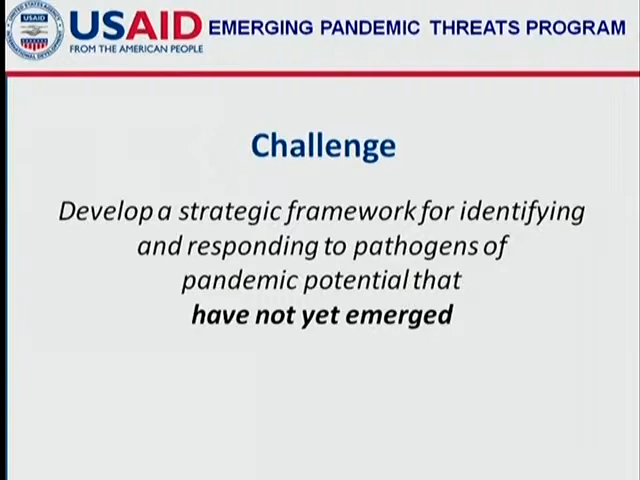 USAID
FROM THE AMERICAN PEOPLE
EMERGING PANDEMIC THREATS PROGRAM
Challenge
Develop a strategic framework for identifying
and responding to pathogens of
pandemic potential that
have not yet emerged